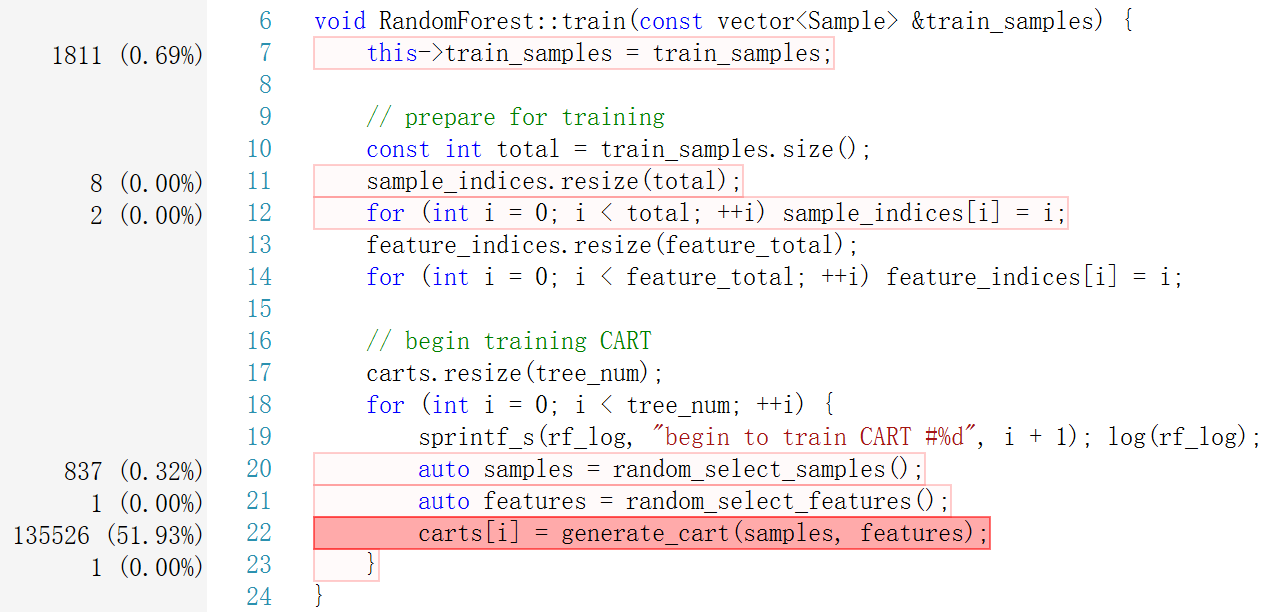 6 void RandomForest::train(const vector<Sample> &train_samples) {
1811 (0.69%) 7 this->train_samples = train_samples;
8
9 // prepare for training
10 const int total = train_samples.size();
8 (0.00%) 11 sample_indices.resize(total);
2 (0.00%) 12 for (int i = 0; i < total; ++i) sample_indices[i] = i;
13 feature_indices.resize(feature_total);
14 for (int i = 0; i < feature_total; ++i) feature_indices[i] = i;
15
16 // begin training CART
17 carts.resize(tree_num);
18 for (int i = 0; i < tree_num; ++i) {
19 sprintf_s(rf_log, "begin to train CART #%d", i + 1); log(rf_log);
837 (0.32%) 20 auto samples = random_select_samples();
1 (0.00%) 21 auto features = random_select_features();
135526 (51.93%) 22 carts[i] = generate_cart(samples, features);
1 (0.00%) 23 }
24 }